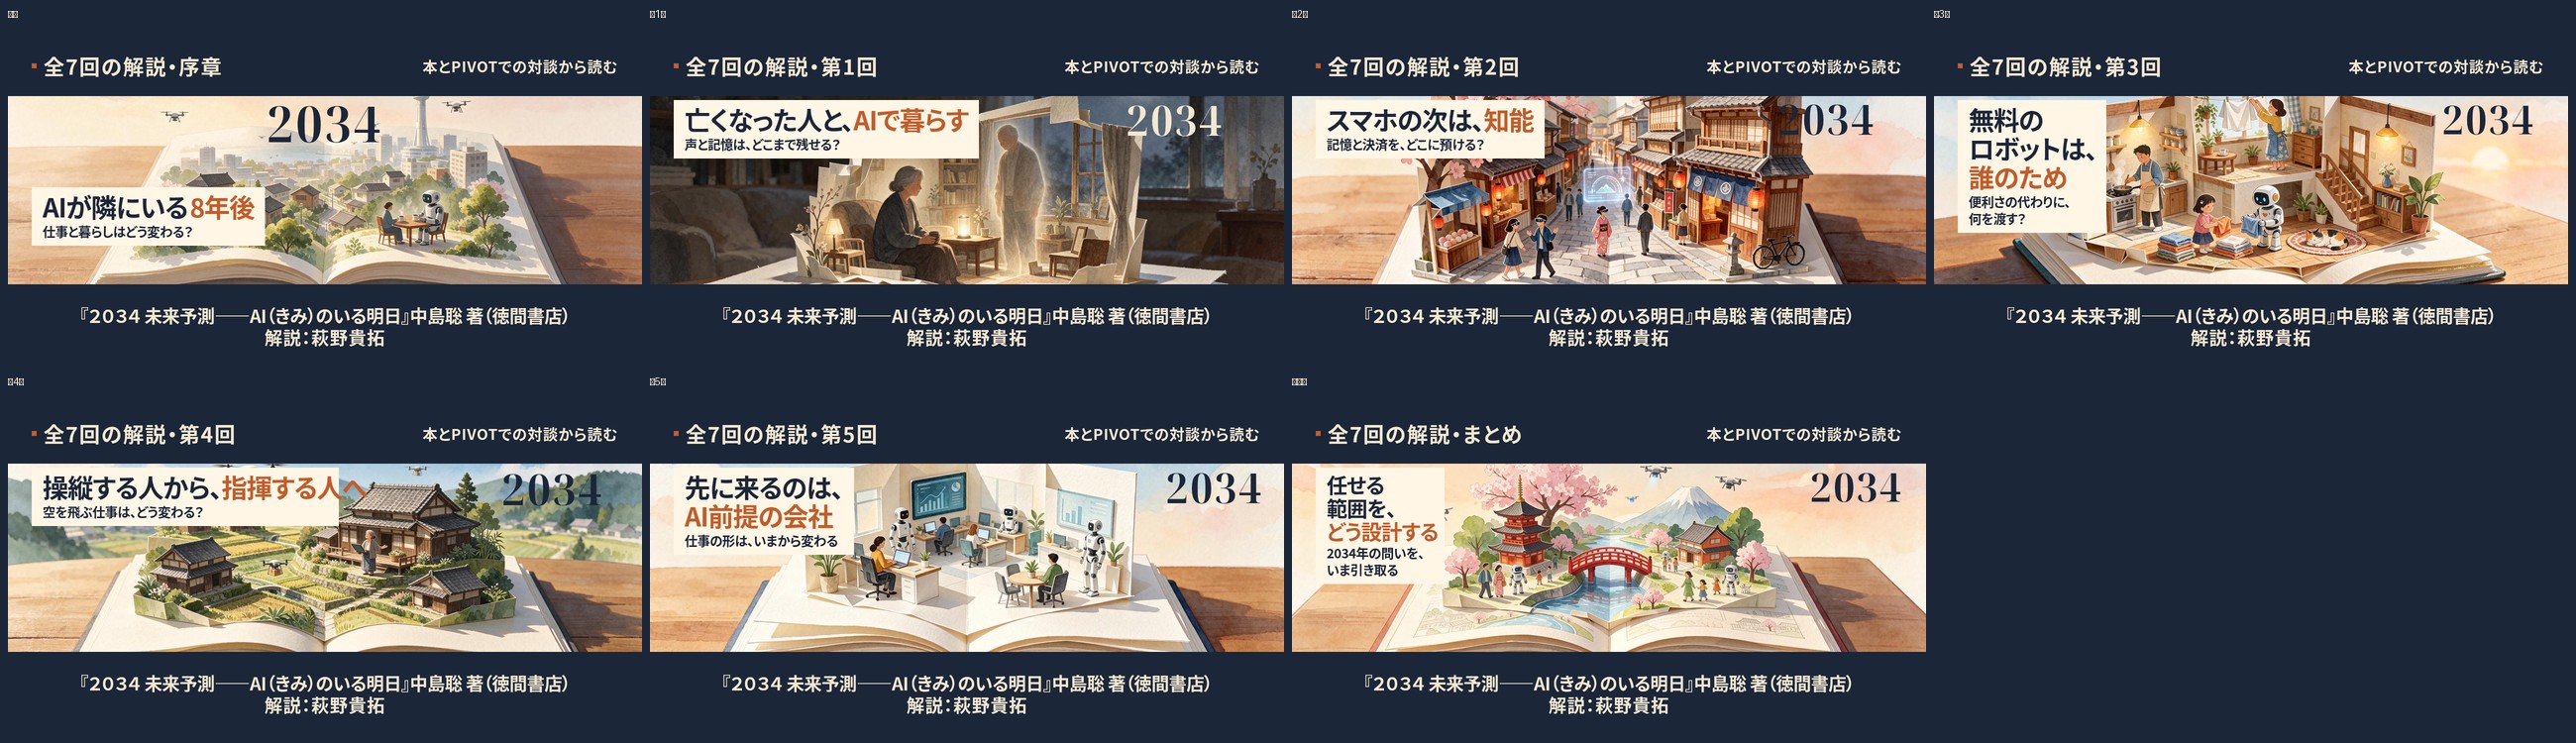 全7回の解説・序章
本とPIVOTでの対談から読む
2034
AIが隣にいる8年後
仕事と暮らしはどう変わる？
『2034 未来予測――AI（きみ）のいる明日』中島聡 著（徳間書店）
解説：萩野貴拓
1
全7回の解説・第1回
本とPIVOTでの対談から読む
亡くなった人と、AIで暮らす
声と記憶は、どこまで残せる？
2034
『2034 未来予測――AI（きみ）のいる明日』中島聡 著（徳間書店）
解説：萩野貴拓
2
全7回の解説・第2回
本とPIVOTでの対談から読む
スマホの次は、知能
記憶と決済を、どこに預ける？
2034
『2034 未来予測――AI（きみ）のいる明日』中島聡 著（徳間書店）
解説：萩野貴拓
3
全7回の解説・第3回
本とPIVOTでの対談から読む
無料の
ロボットは、
誰のため
便利さの代わりに、
何を渡す？
2034
『2034 未来予測――AI（きみ）のいる明日』中島聡 著（徳間書店）
解説：萩野貴拓
4
全7回の解説・第4回
本とPIVOTでの対談から読む
操縦する人から、指揮する人へ
空を飛ぶ仕事は、どう変わる？
2034
『2034 未来予測――AI（きみ）のいる明日』中島聡 著（徳間書店）
解説：萩野貴拓
5
全7回の解説・第5回
本とPIVOTでの対談から読む
先に来るのは、
AI前提の会社
仕事の形は、いまから変わる
2034
『2034 未来予測――AI（きみ）のいる明日』中島聡 著（徳間書店）
解説：萩野貴拓
全7回の解説・まとめ
本とPIVOTでの対談から読む
任せる
範囲を、
どう設計する
2034年の問いを、
いま引き取る
2034
『2034 未来予測――AI（きみ）のいる明日』中島聡 著（徳間書店）
解説：萩野貴拓